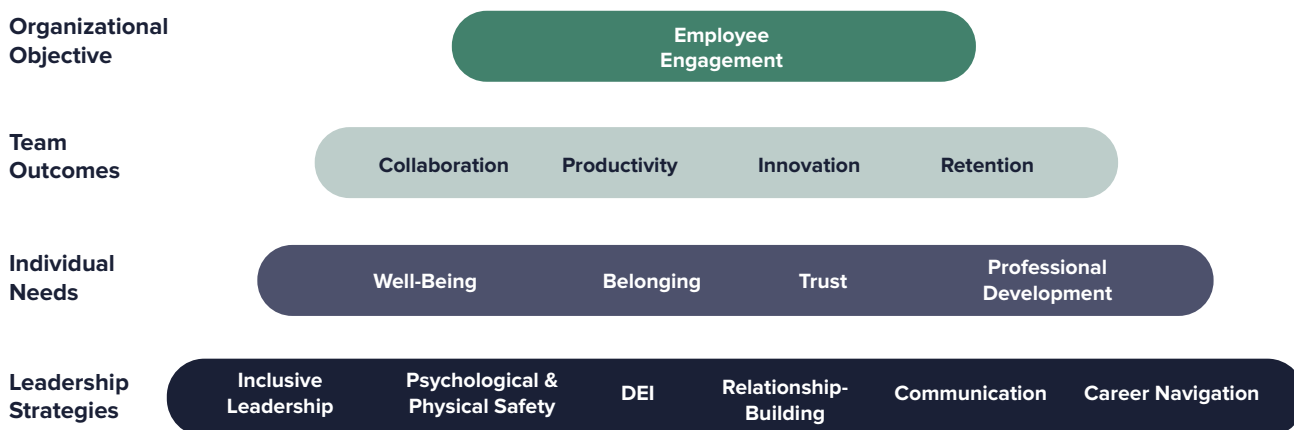 Organizational
Objective
Employee
Engagement
Team
Outcomes
Collaboration Productivity Innovation Retention
Individual
Needs
Well-Being Belonging Trust Professional
Development
Leadership
Strategies
Inclusive
Leadership
Psychological &
Physical Safety
DEI
Relationship-
Building
Communication
Career Navigation